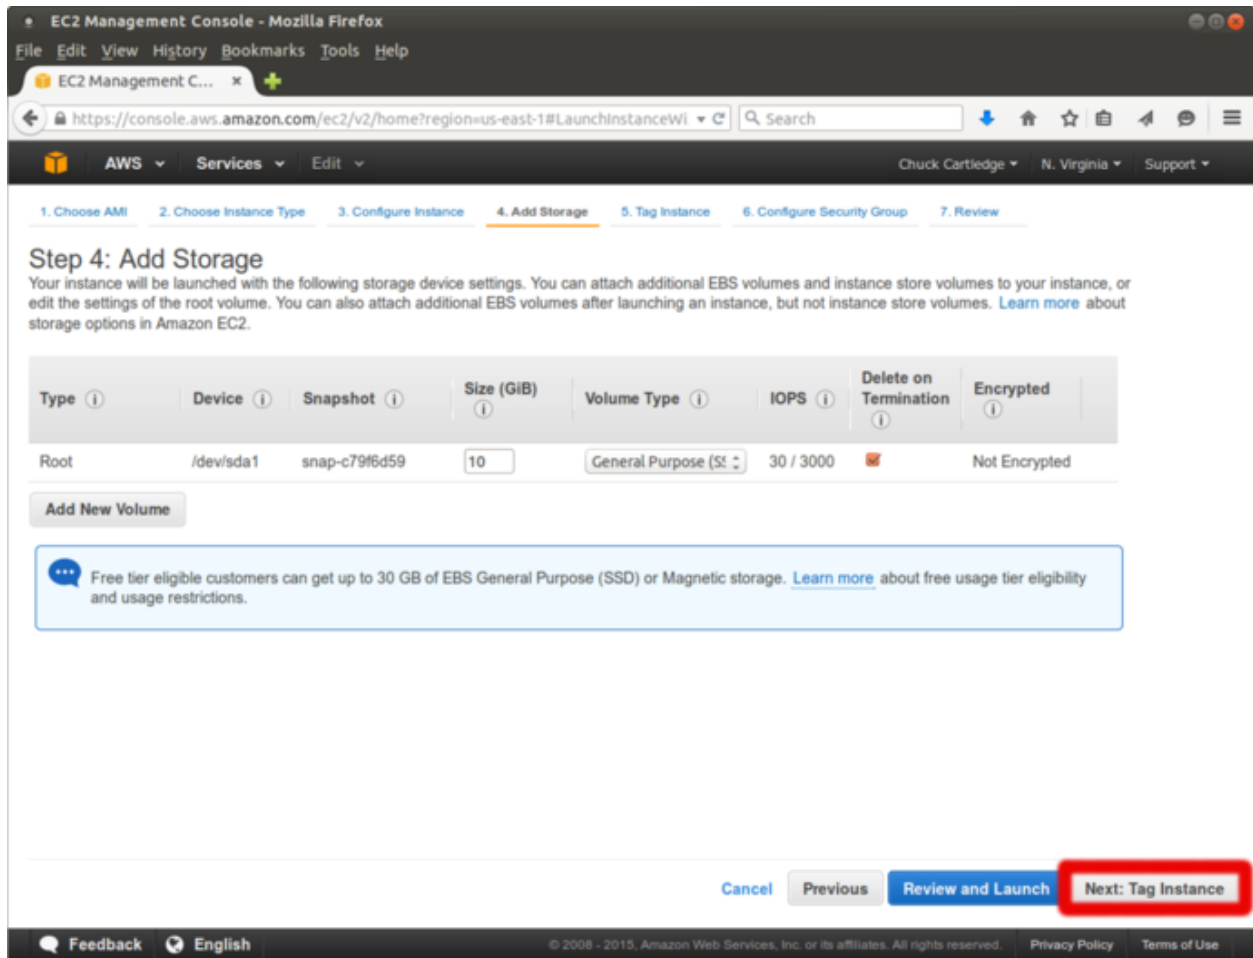 EC2 Management Console - Mozilla Firefox
File Edit View History Bookmarks Tools Help
EC2 Management C... ×
https://console.aws.amazon.com/ec2/v2/home?region=us-east-1#LaunchInstanceWi Search
AWS Services Edit Chuck Cartledge N. Virginia Support
1. Choose AMI 2. Choose Instance Type 3. Configure Instance 4. Add Storage 5. Tag Instance 6. Configure Security Group 7. Review
Step 4: Add Storage
Your instance will be launched with the following storage device settings. You can attach additional EBS volumes and instance store volumes to your instance, or
edit the settings of the root volume. You can also attach additional EBS volumes after launching an instance, but not instance store volumes. Learn more about
storage options in Amazon EC2.
Type Device Snapshot Size (GiB) Volume Type IOPS Delete on Termination Encrypted
Root /dev/sda1 snap-c79f6d59 10 General Purpose (SS 30 / 3000 Not Encrypted
Add New Volume
Free tier eligible customers can get up to 30 GB of EBS General Purpose (SSD) or Magnetic storage. Learn more about free usage tier eligibility
and usage restrictions.
Cancel Previous Review and Launch Next: Tag Instance
Feedback English © 2008 - 2015, Amazon Web Services, Inc. or its affiliates. All rights reserved. Privacy Policy Terms of Use